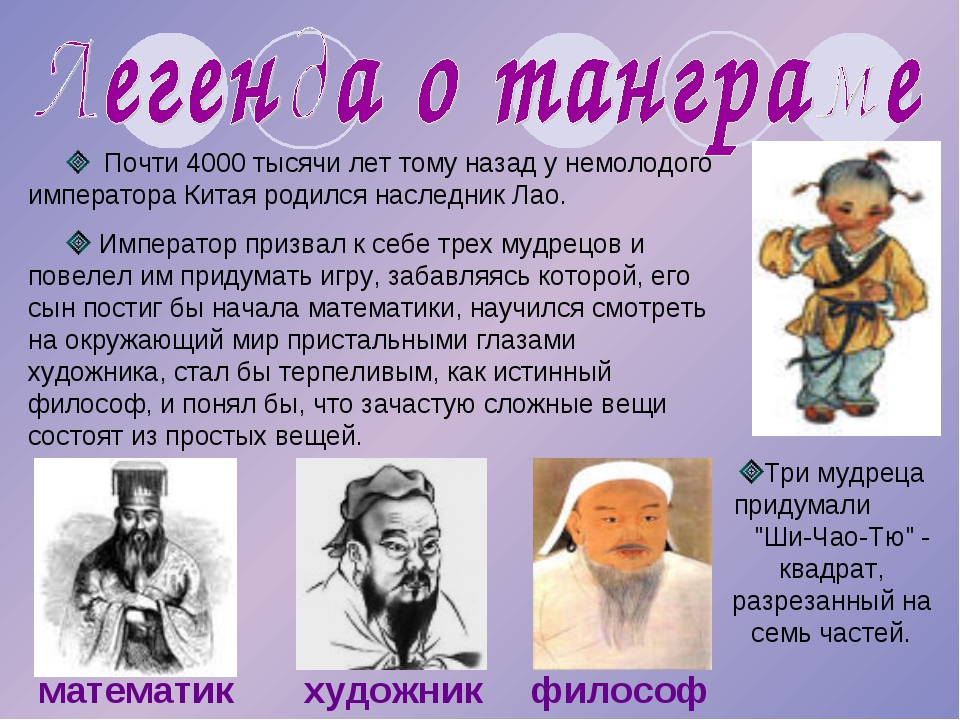 Легенда о танграме
Почти 4000 тысячи лет тому назад у немолодого
императора Китая родился наследник Лао.
Император призвал к себе трех мудрецов и
повелел им придумать игру, забавляясь которой, его
сын постиг бы начала математики, научился смотреть
на окружающий мир пристальными глазами
художника, стал бы терпеливым, как истинный
философ, и понял бы, что зачастую сложные вещи
состоят из простых вещей.
Три мудреца
придумали
"Ши-Чао-Тю" -
квадрат,
разрезанный на
семь частей.
математик художник философ